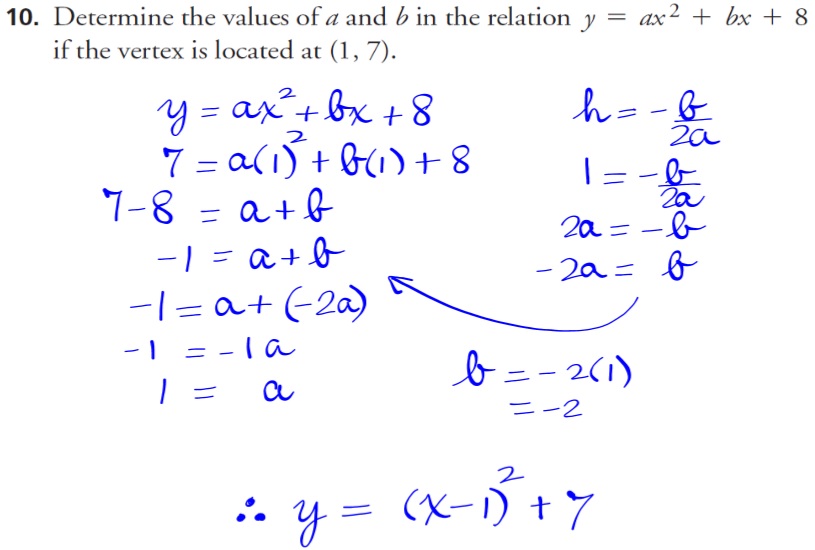 10. Determine the values of a and b in the relation y = ax² + bx + 8
if the vertex is located at (1, 7).
y = ax² + bx + 8
7 = a(1)² + b(1) + 8
7-8 = a + b
-1 = a + b
-1 = a + (-2a)
-1 = -1a
1 = a
h = -b/2a
1 = -b/2a
2a = -b
-2a = b
b = -2(1)
= -2
∴ y = (x-1)² + 7